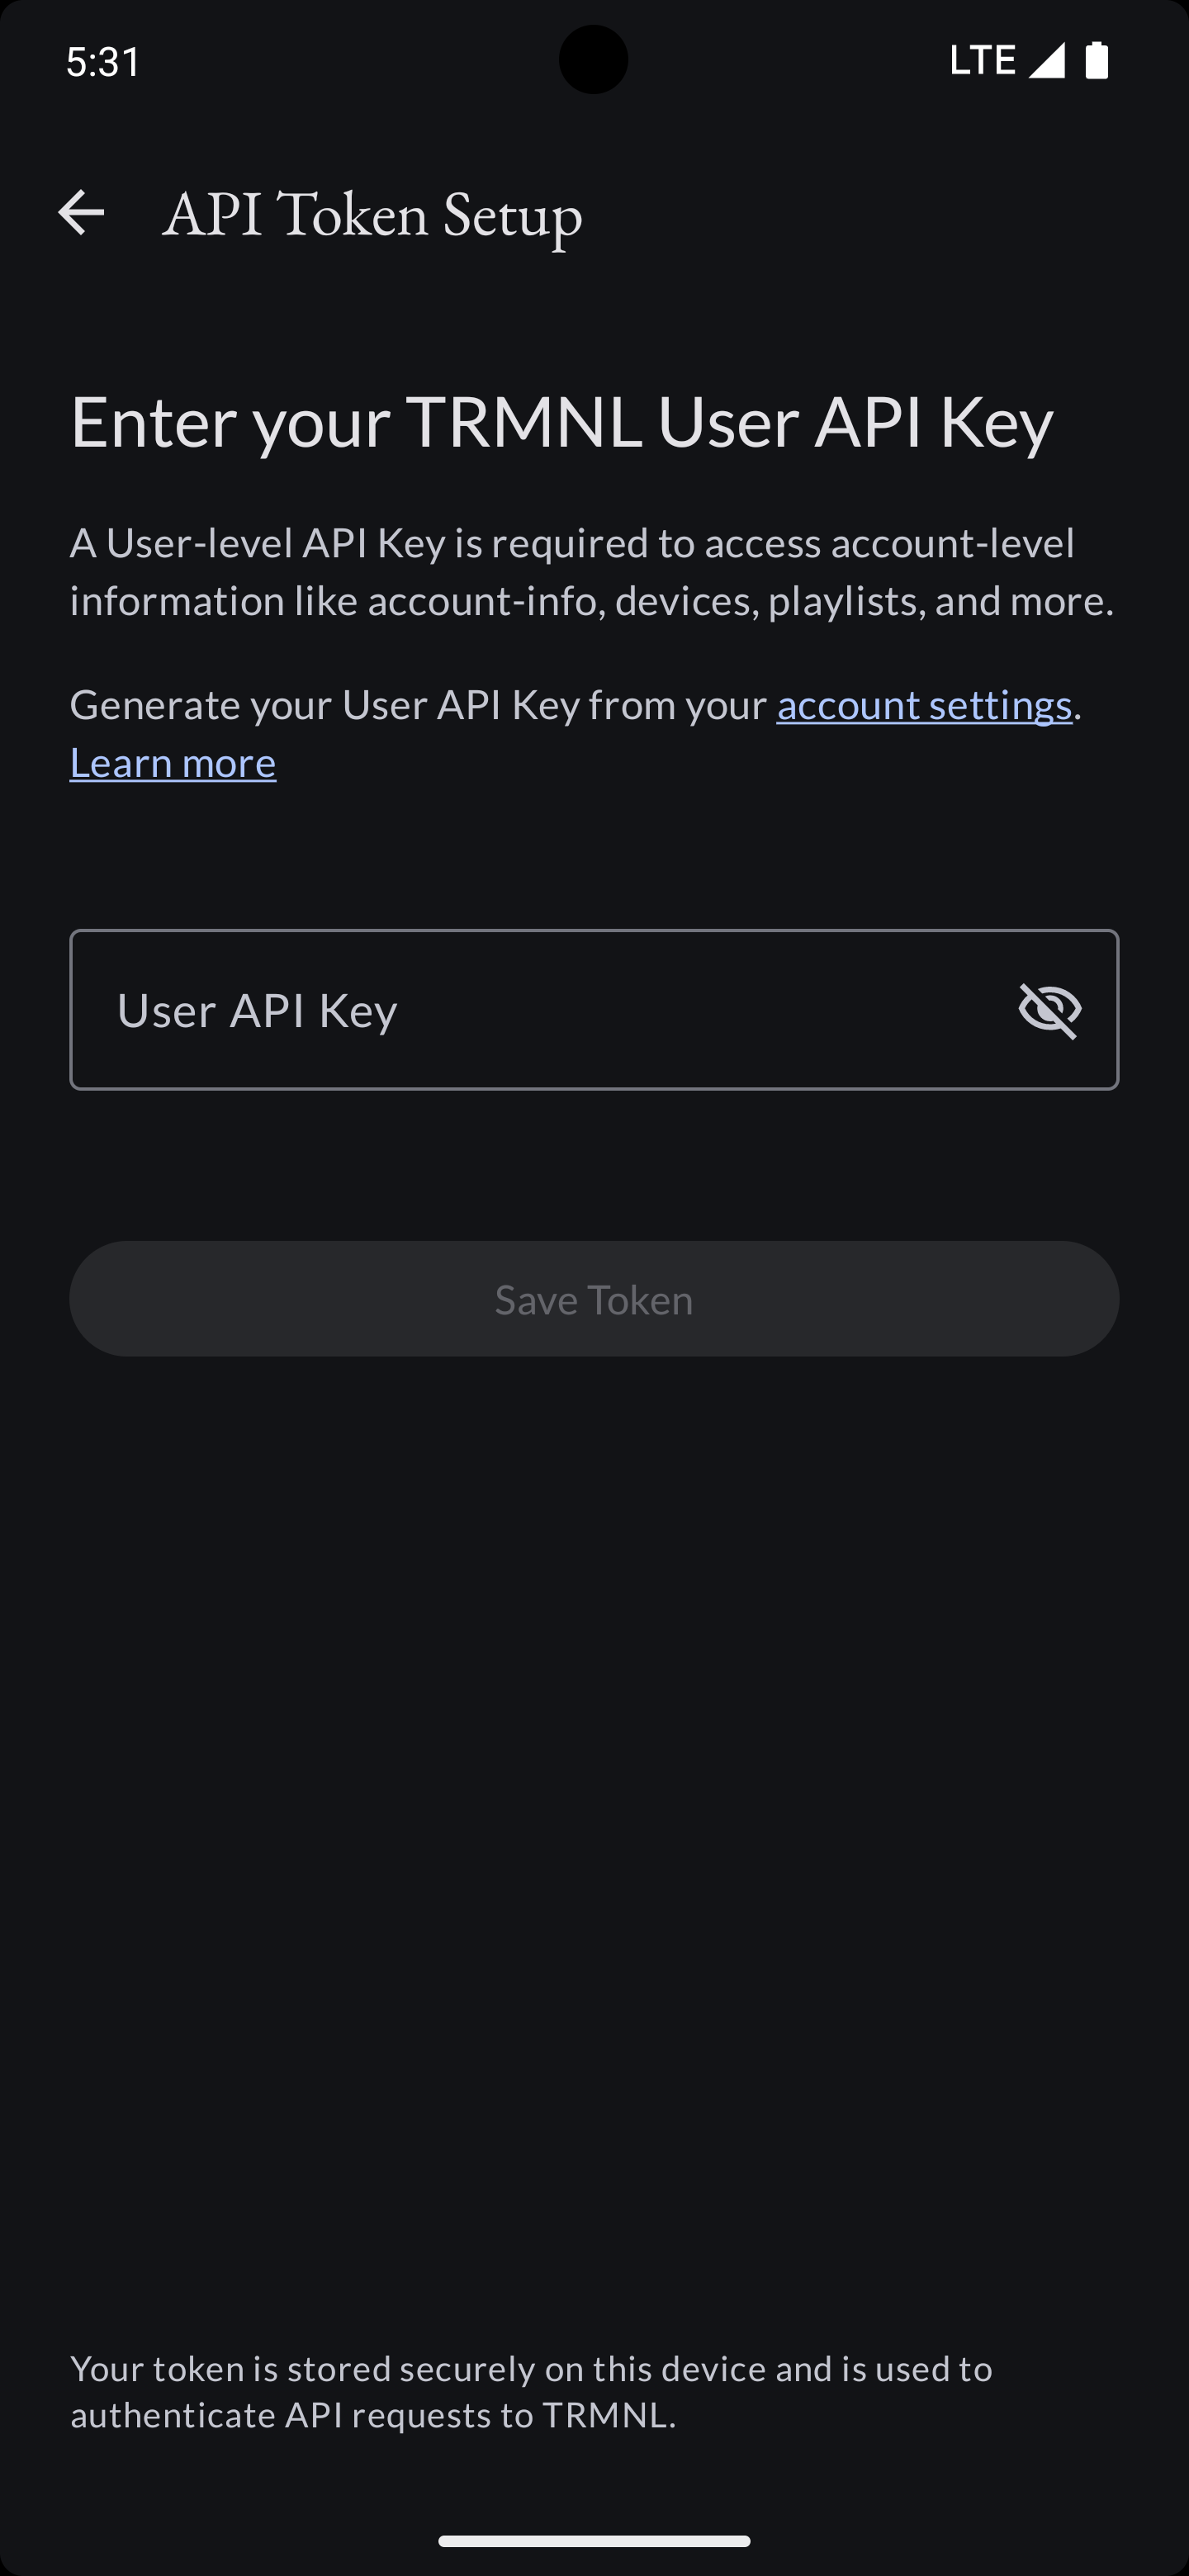 5:31
LTE
API Token Setup
Enter your TRMNL User API Key
A User-level API Key is required to access account-level
information like account-info, devices, playlists, and more.
Generate your User API Key from your account settings.
Learn more
User API Key
Save Token
Your token is stored securely on this device and is used to
authenticate API requests to TRMNL.